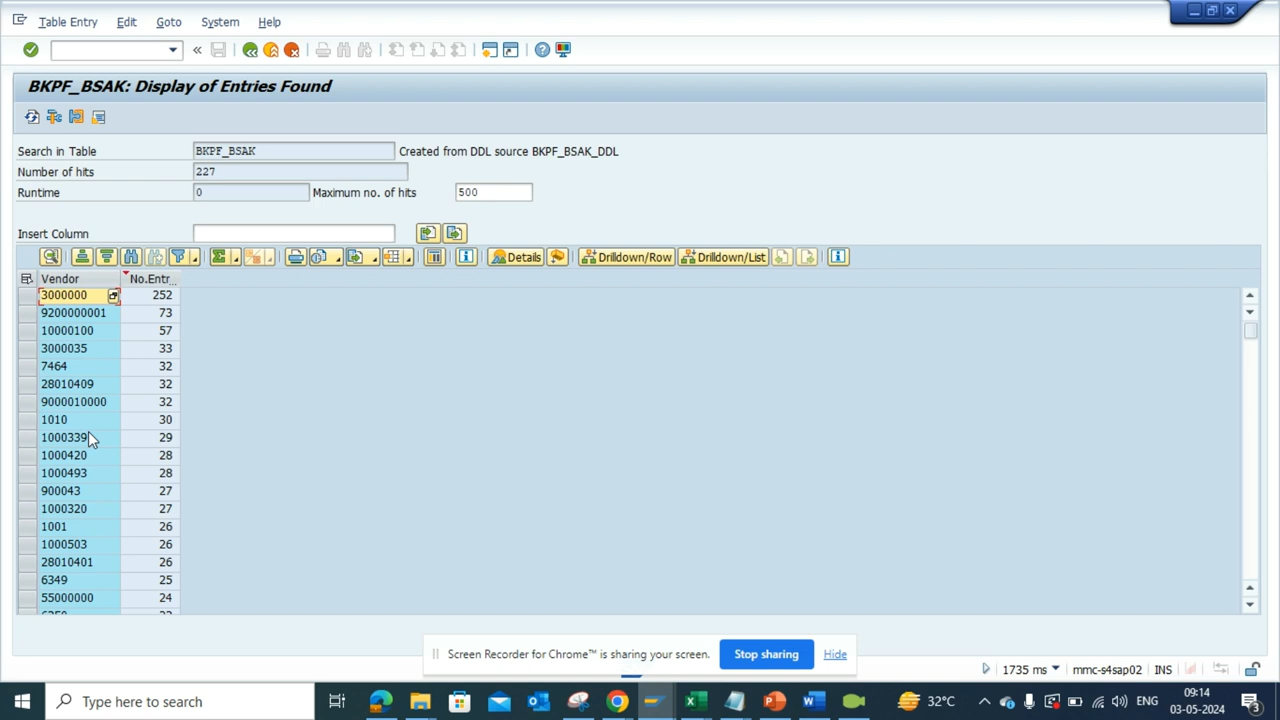 Table Entry Edit Goto System Help
BKPF_BSAK: Display of Entries Found
Search in Table BKPF_BSAK Created from DDL source BKPF_BSAK_DDL
Number of hits 227
Runtime 0 Maximum no. of hits 500
Insert Column
Details Drilldown/Row Drilldown/List
Vendor No.Entr...
3000000 252
9200000001 73
10000100 57
3000035 33
7464 32
28010409 32
9000010000 32
1010 30
1000339 29
1000420 28
1000493 28
900043 27
1000320 27
1001 26
1000503 26
28010401 26
6349 25
55000000 24
Screen Recorder for Chrome™ is sharing your screen. Stop sharing Hide
1735 ms mmc-s4sap02 INS
Type here to search 32°C ENG 09:14
03-05-2024 3